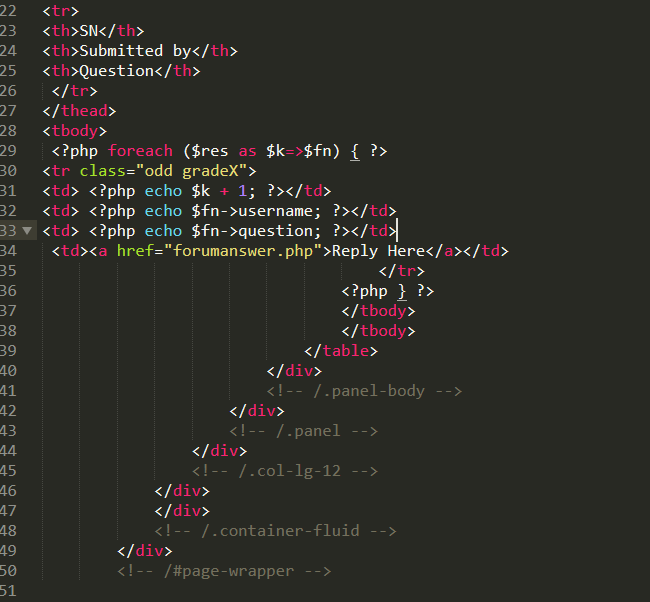 22 <tr>
23 <th>SN</th>
24 <th>Submitted by</th>
25 <th>Question</th>
26 </tr>
27 </thead>
28 <tbody>
29 <?php foreach ($res as $k=>$fn) { ?>
30 <tr class="odd gradeX">
31 <td> <?php echo $k + 1; ?></td>
32 <td> <?php echo $fn->username; ?></td>
33 <td> <?php echo $fn->question; ?></td>
34 <td><a href="forumanswer.php">Reply Here</a></td>
35 </tr>
36 <?php } ?>
37 </tbody>
38 </tbody>
39 </table>
40 </div>
41 <!-- /.panel-body -->
42 </div>
43 <!-- /.panel -->
44 </div>
45 <!-- /.col-lg-12 -->
46 </div>
47 </div>
48 <!-- /.container-fluid -->
49 </div>
50 <!-- /#page-wrapper -->
51